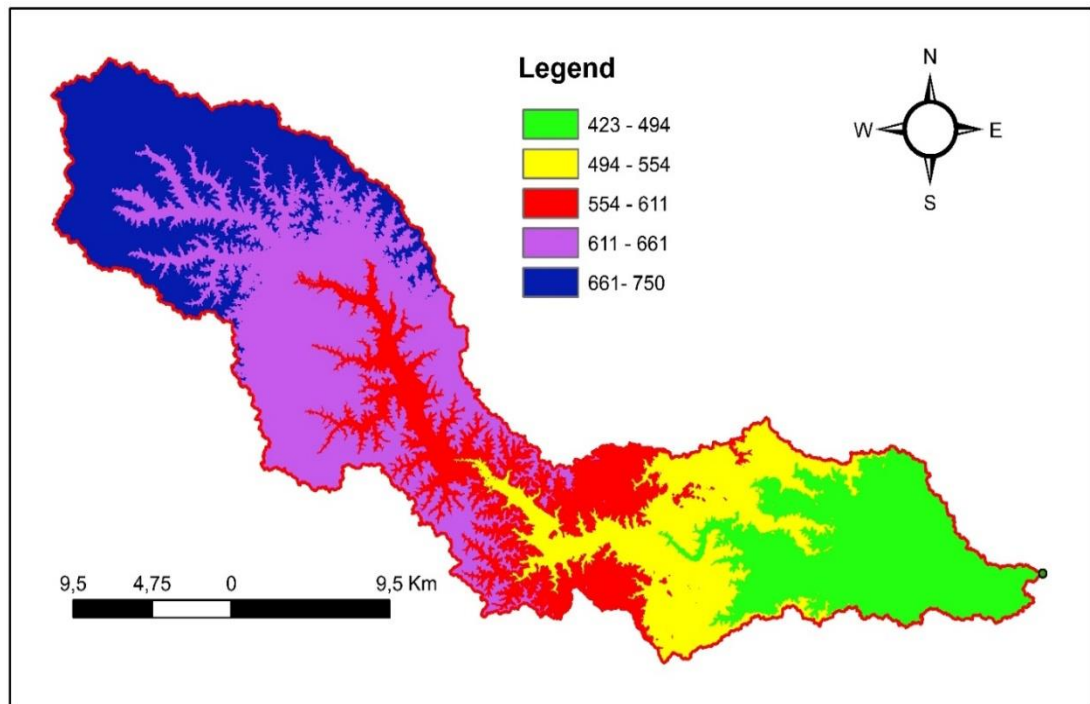 Legend
423 - 494
494 - 554
554 - 611
611 - 661
661- 750
N
W
E
S
9,5 4,75 0 9,5 Km